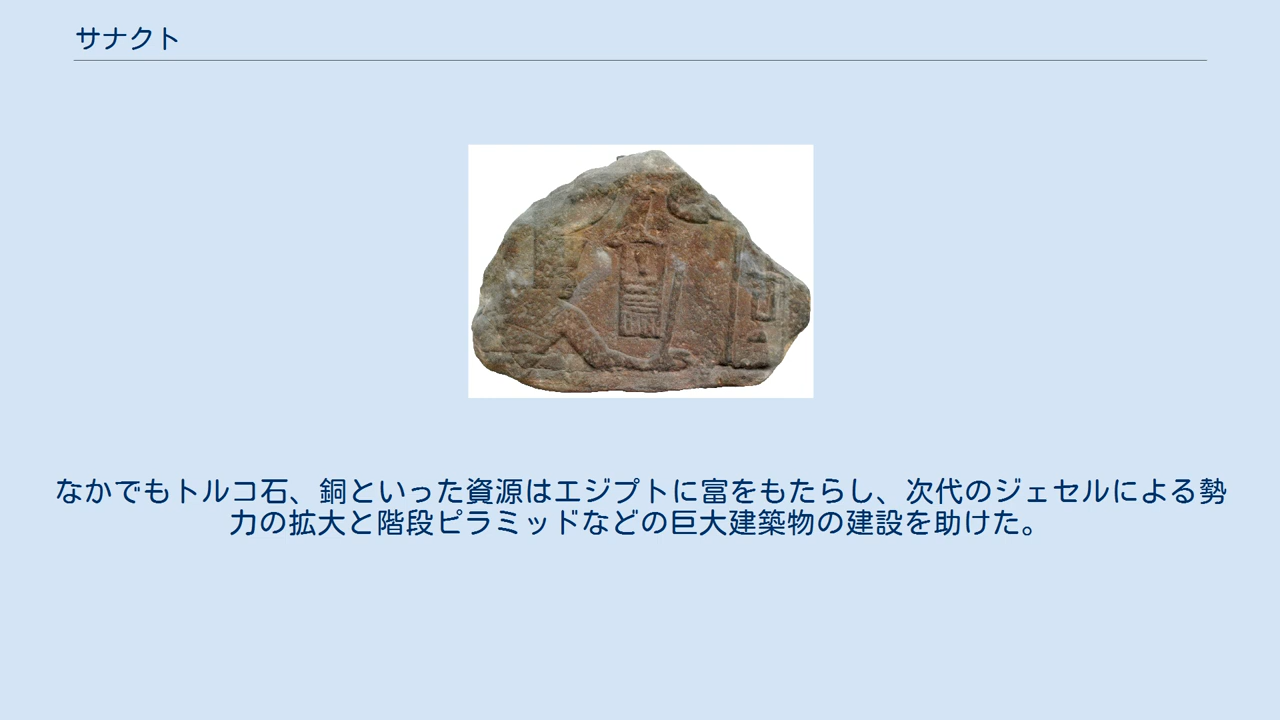 サナクト
なかでもトルコ石、銅といった資源はエジプトに富をもたらし、次代のジェセルによる勢
力の拡大と階段ピラミッドなどの巨大建築物の建設を助けた。